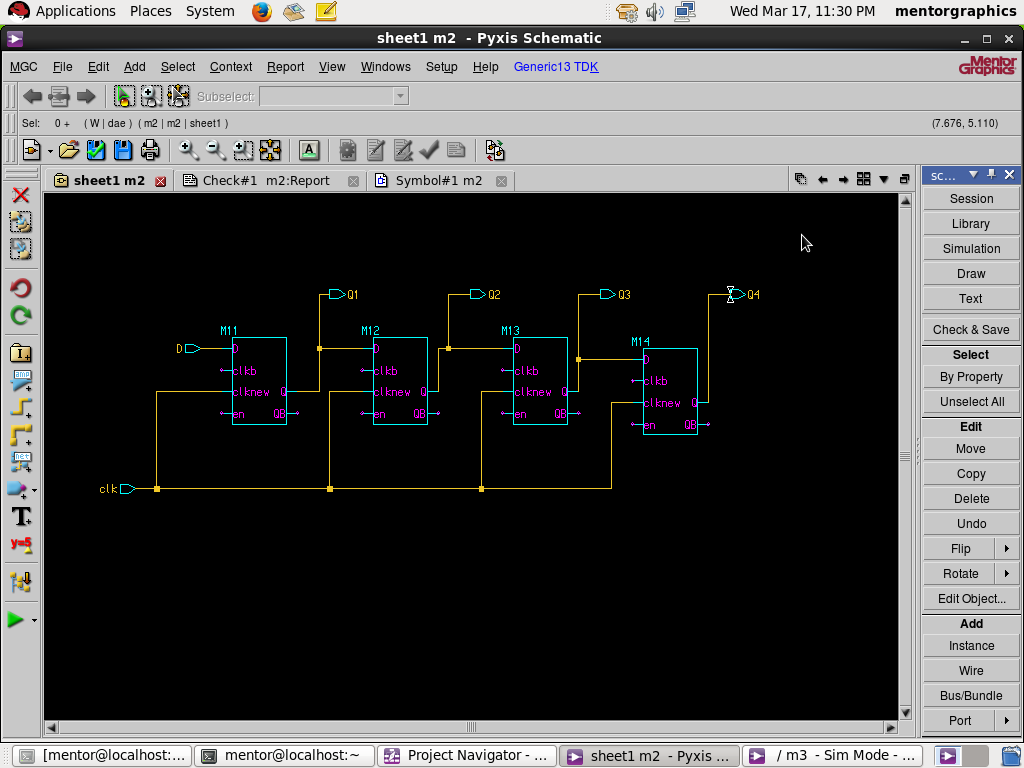 Applications Places System Wed Mar 17, 11:30 PM mentorgraphics
sheet1 m2 - Pyxis Schematic
MGC File Edit Add Select Context Report View Windows Setup Help Generic13 TDK Mentor Graphics
Subselect:
Sel: 0 + ( W | dae ) ( m2 | m2 | sheet1 ) (7.676, 5.110)
A
sheet1 m2 Check#1 m2:Report Symbol#1 m2
sc...
Session
Library
Simulation
Draw
Text
Check & Save
Select
By Property
Unselect All
Edit
Move
Copy
Delete
Undo
Flip
Rotate
Edit Object...
Add
Instance
Wire
Bus/Bundle
Port
amp
net
T
y=5
Q1 Q2 Q3 Q4
M11 M12 M13 M14
D D D D D
clkb clkb clkb clkb
clknew Q clknew Q clknew Q clknew Q
en QB en QB en QB en QB
clk
[mentor@localhost:... mentor@localhost:~ Project Navigator - ... sheet1 m2 - Pyxis ... / m3 - Sim Mode - ...